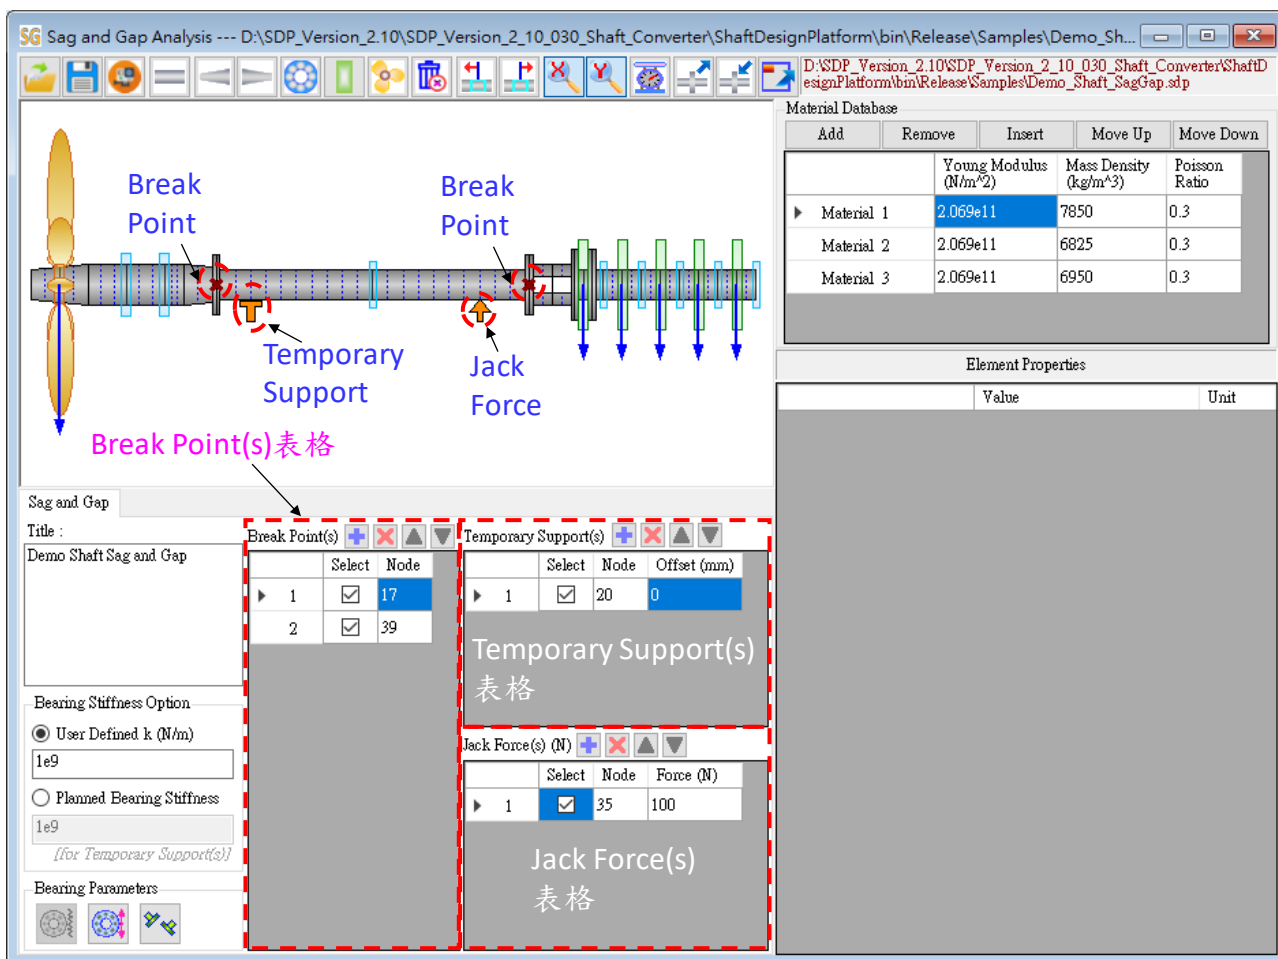 SG Sag and Gap Analysis --- D:\SDP_Version_2.10\SDP_Version_2_10_030_Shaft_Converter\ShaftDesignPlatform\bin\Release\Samples\Demo_Sh...
D:\SDP_Version_2.10\SDP_Version_2_10_030_Shaft_Converter\ShaftD
esignPlatform\bin\Release\Samples\Demo_Shaft_SagGap.sdp
Break
Point
Break
Point
Temporary
Support
Jack
Force
Break Point(s)表格
Material Database
Add Remove Insert Move Up Move Down
Young Modulus
(N/m^2)
Mass Density
(kg/m^3)
Poisson
Ratio
Material 1 2.069e11 7850 0.3
Material 2 2.069e11 6825 0.3
Material 3 2.069e11 6950 0.3
Element Properties
Value Unit
Sag and Gap
Title :
Demo Shaft Sag and Gap
Bearing Stiffness Option
User Defined k (N/m)
1e9
Planned Bearing Stiffness
1e9
[for Temporary Support(s)]
Bearing Parameters
Break Point(s)
Select Node
1 17
2 39
Temporary Support(s)
Select Node Offset (mm)
1 20 0
Temporary Support(s)
表格
Jack Force(s) (N)
Select Node Force (N)
1 35 100
Jack Force(s)
表格